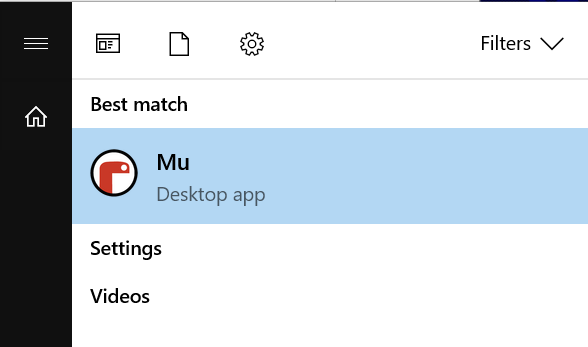 Filters
Best match
Mu
Desktop app
Settings
Videos